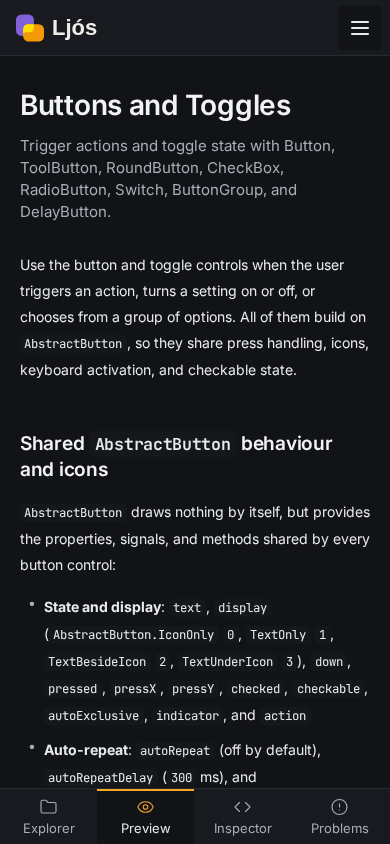 Ljós
Buttons and Toggles
Trigger actions and toggle state with Button,
ToolButton, RoundButton, CheckBox,
RadioButton, Switch, ButtonGroup, and
DelayButton.
Use the button and toggle controls when the user
triggers an action, turns a setting on or off, or
chooses from a group of options. All of them build on
AbstractButton, so they share press handling, icons,
keyboard activation, and checkable state.
Shared AbstractButton behaviour
and icons
AbstractButton draws nothing by itself, but provides
the properties, signals, and methods shared by every
button control:
• State and display: text, display
(AbstractButton.IconOnly 0, TextOnly 1,
TextBesideIcon 2, TextUnderIcon 3), down,
pressed, pressX, pressY, checked, checkable,
autoExclusive, indicator, and action
• Auto-repeat: autoRepeat (off by default),
autoRepeatDelay (300 ms), and
Explorer
Preview
Inspector
Problems